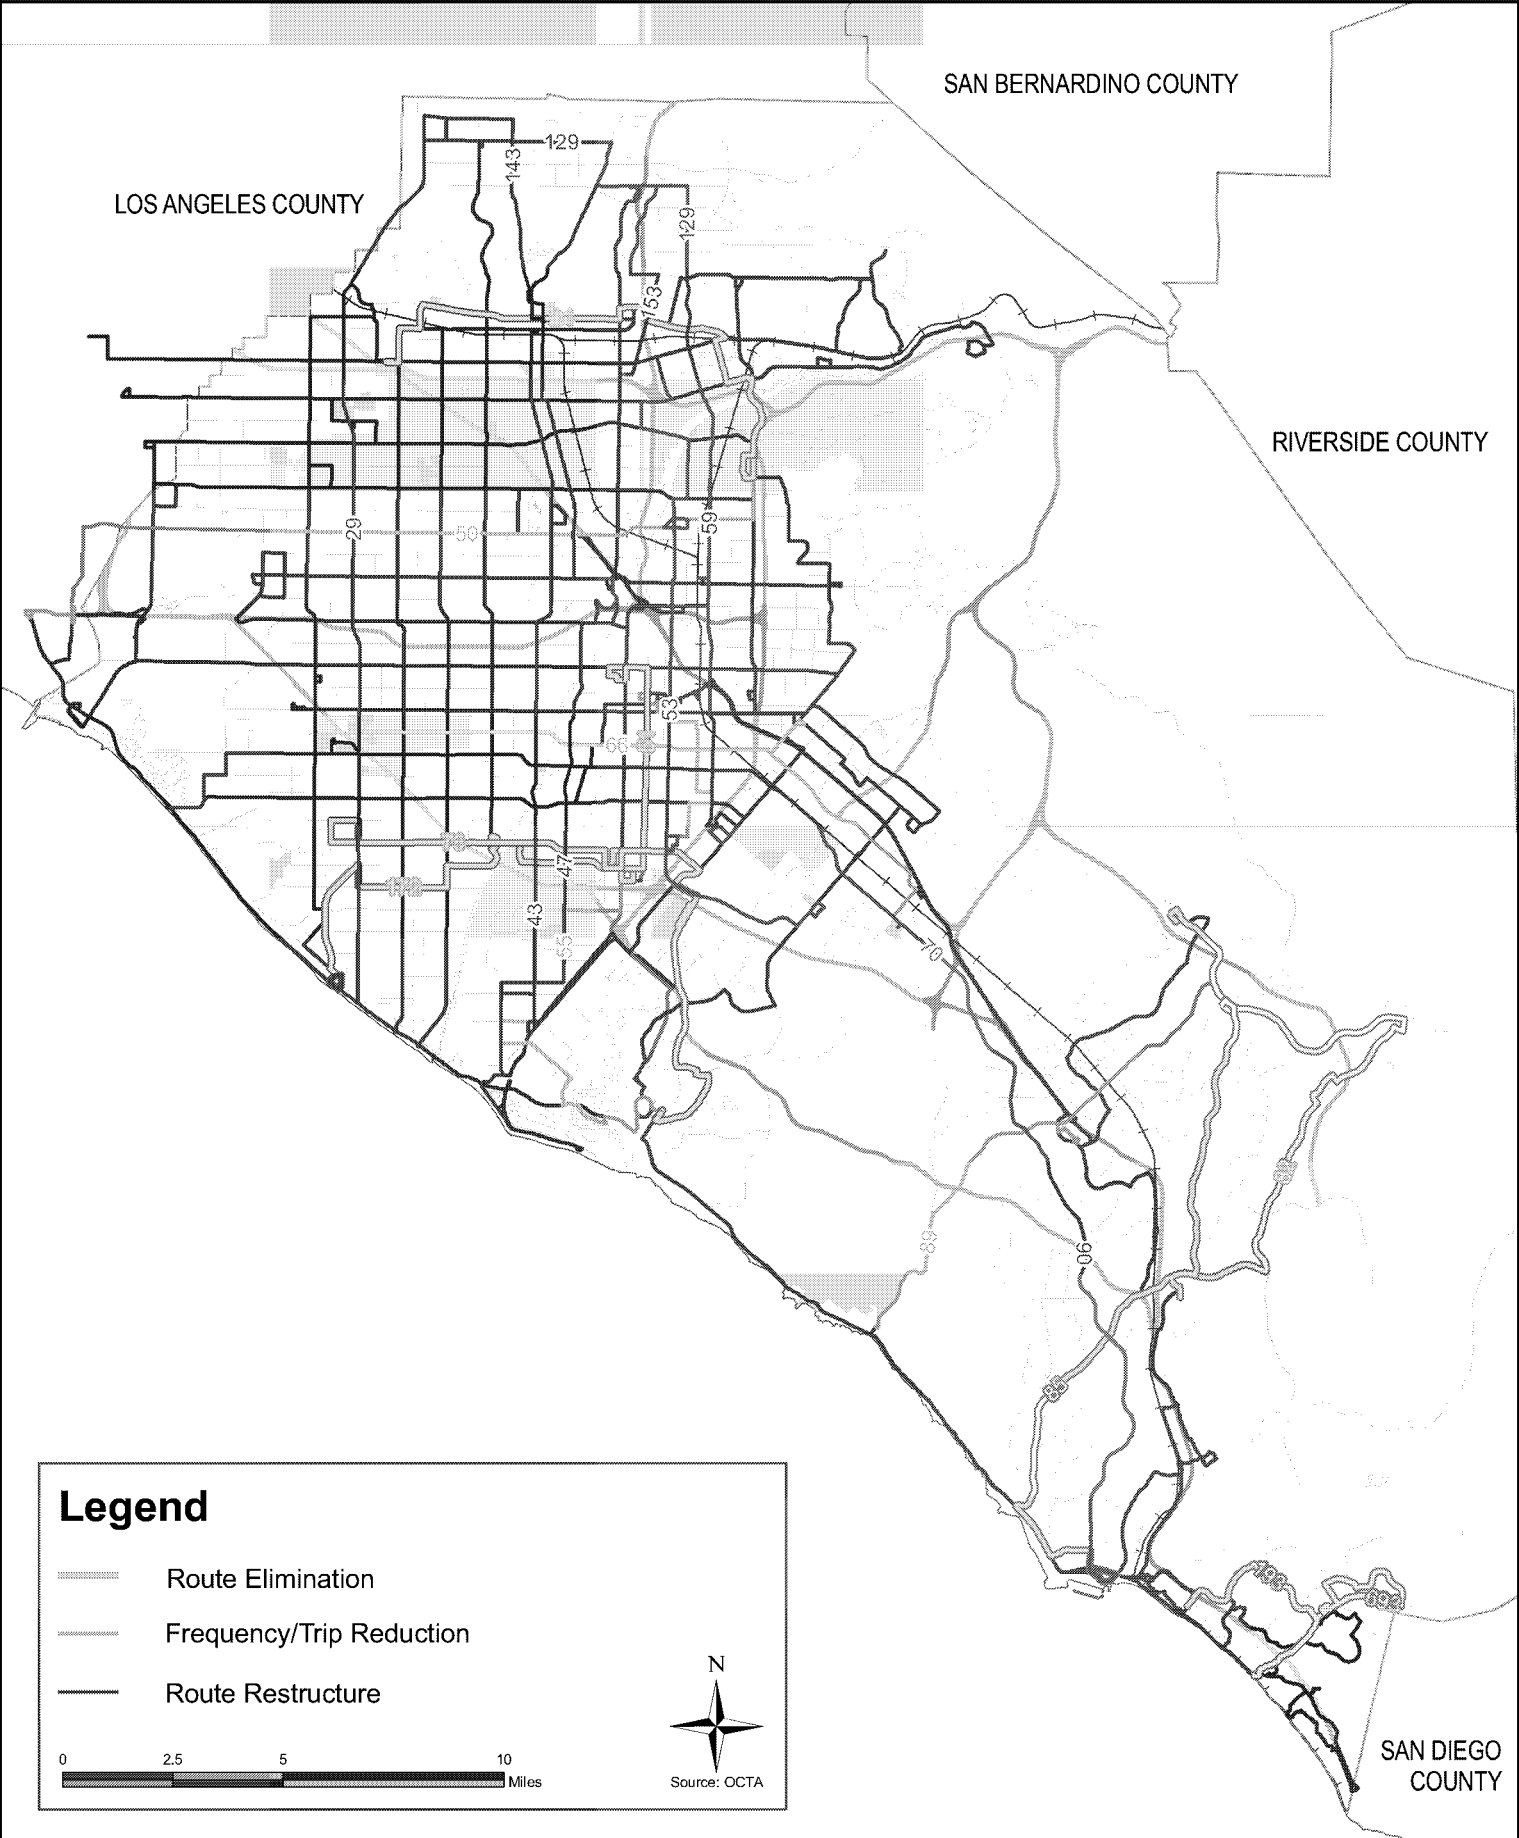 SAN BERNARDINO COUNTY
129
143
LOS ANGELES COUNTY
129
153
RIVERSIDE COUNTY
29
59
50
53
66
47
43
55
70
89
90
85
Legend
Route Elimination
Frequency/Trip Reduction
Route Restructure
N
0
2.5
5
10
Miles
Source: OCTA
SAN DIEGO
COUNTY